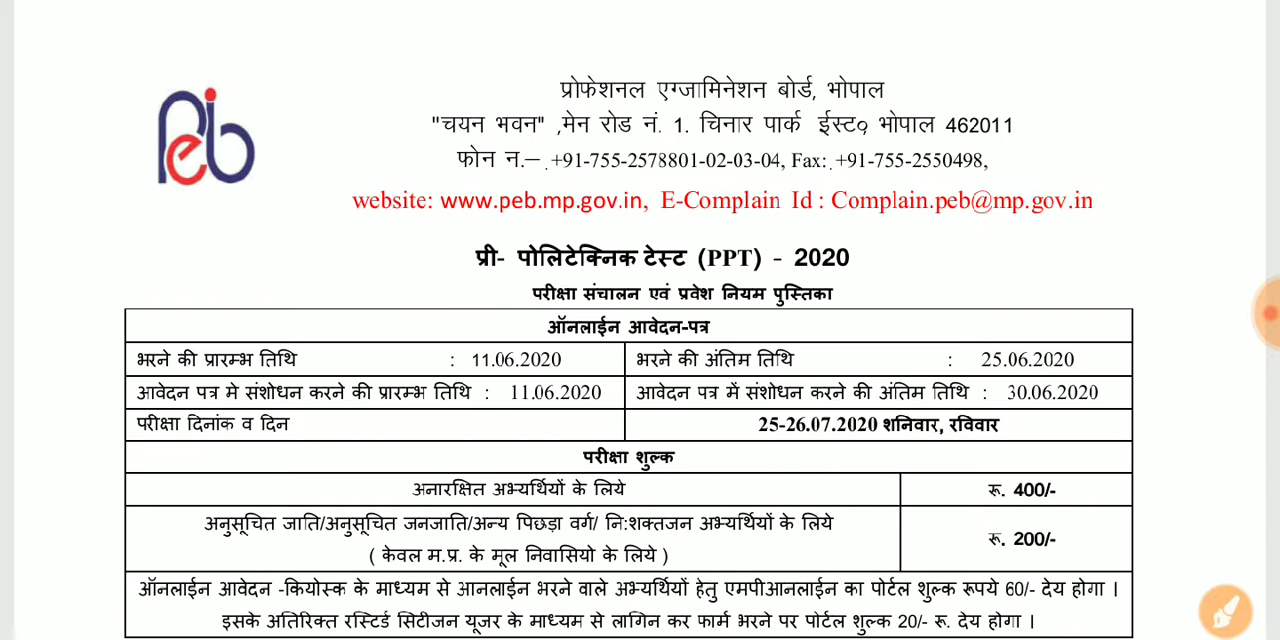 Peb
प्रोफेशनल एग्जामिनेशन बोर्ड, भोपाल
"चयन भवन" ,मेन रोड नं. 1. चिनार पार्क ईस्ट9 भोपाल 462011
फोन न.– .+91-755-2578801-02-03-04, Fax:.+91-755-2550498,
website: www.peb.mp.gov.in, E-Complain Id : Complain.peb@mp.gov.in
प्री- पोलिटेक्निक टेस्ट (PPT) - 2020
परीक्षा संचालन एवं प्रवेश नियम पुस्तिका
ऑनलाईन आवेदन-पत्र
भरने की प्रारम्भ तिथि : 11.06.2020 भरने की अंतिम तिथि : 25.06.2020
आवेदन पत्र मे संशोधन करने की प्रारम्भ तिथि : 11.06.2020 आवेदन पत्र में संशोधन करने की अंतिम तिथि : 30.06.2020
परीक्षा दिनांक व दिन 25-26.07.2020 शनिवार, रविवार
परीक्षा शुल्क
अनारक्षित अभ्यर्थियों के लिये रू. 400/-
अनुसूचित जाति/अनुसूचित जनजाति/अन्य पिछड़ा वर्ग/ नि:शक्तजन अभ्यर्थियों के लिये
( केवल म.प्र. के मूल निवासियो के लिये ) रू. 200/-
ऑनलाईन आवेदन -कियोस्क के माध्यम से आनलाईन भरने वाले अभ्यर्थियों हेतु एमपीआनलाईन का पोर्टल शुल्क रूपये 60/- देय होगा ।
इसके अतिरिक्त रस्टिर्ड सिटीजन यूजर के माध्यम से लागिन कर फार्म भरने पर पोर्टल शुल्क 20/- रू. देय होगा ।